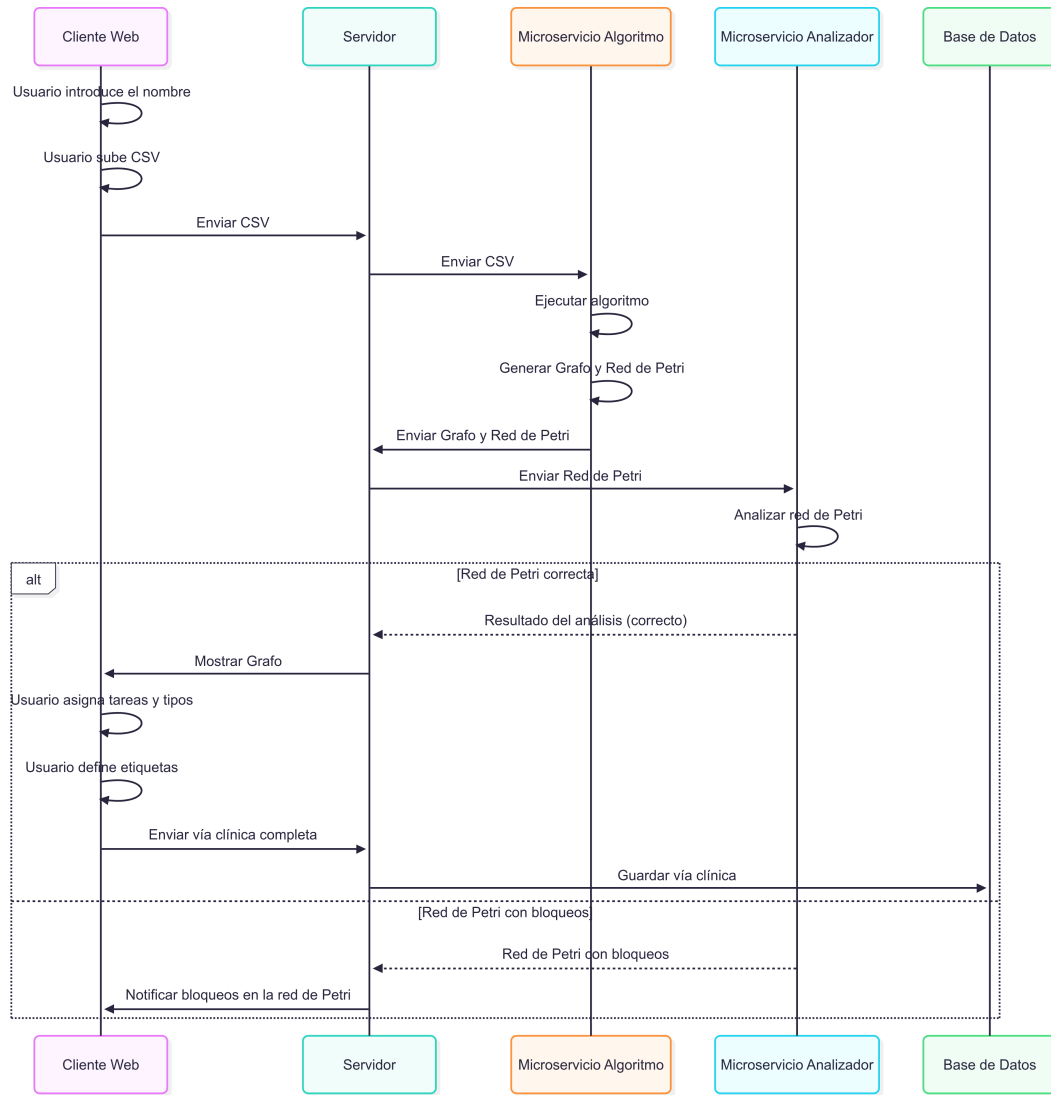 Cliente Web
Servidor
Microservicio Algoritmo
Microservicio Analizador
Base de Datos
Usuario introduce el nombre
Usuario sube CSV
Enviar CSV
Enviar CSV
Ejecutar algoritmo
Generar Grafo y Red de Petri
Enviar Grafo y Red de Petri
Enviar Red de Petri
Analizar red de Petri
alt
[Red de Petri correcta]
Resultado del análisis (correcto)
Mostrar Grafo
Usuario asigna tareas y tipos
Usuario define etiquetas
Enviar vía clínica completa
Guardar vía clínica
[Red de Petri con bloqueos]
Red de Petri con bloqueos
Notificar bloqueos en la red de Petri
Cliente Web
Servidor
Microservicio Algoritmo
Microservicio Analizador
Base de Datos